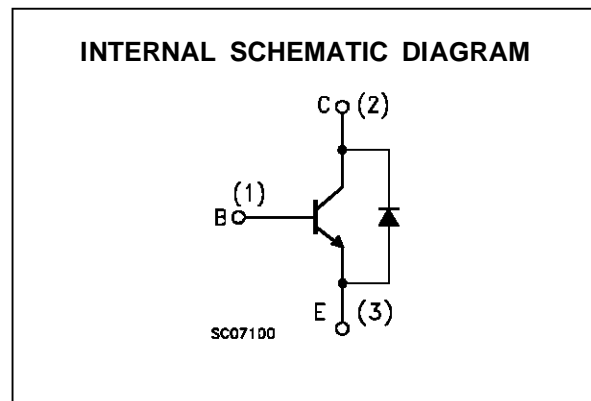 INTERNAL SCHEMATIC DIAGRAM
C (2)
(1)
B
E (3)
SC07100